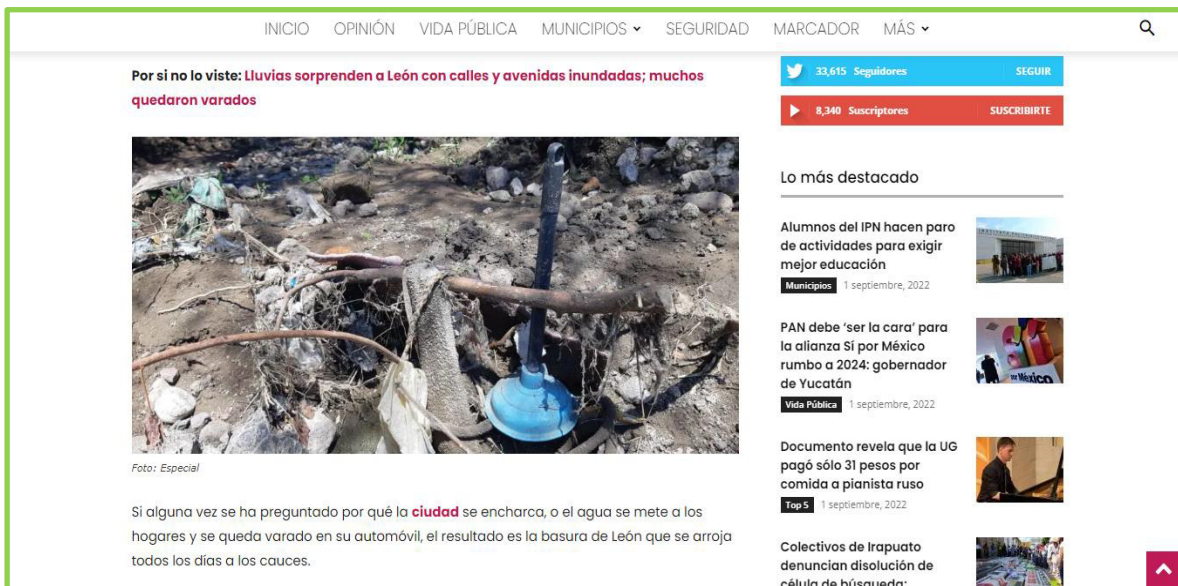 INICIO OPINIÓN VIDA PÚBLICA MUNICIPIOS SEGURIDAD MARCADOR MÁS
Por si no lo viste: Lluvias sorprenden a León con calles y avenidas inundadas; muchos
quedaron varados
Foto: Especial
Si alguna vez se ha preguntado por qué la ciudad se encharca, o el agua se mete a los
hogares y se queda varado en su automóvil, el resultado es la basura de León que se arroja
todos los días a los cauces.
33,615 Seguidores SEGUIR
8,340 Suscriptores SUSCRIBIRTE
Lo más destacado
Alumnos del IPN hacen paro
de actividades para exigir
mejor educación
Municipios 1 septiembre, 2022
PAN debe ‘ser la cara’ para
la alianza Sí por México
rumbo a 2024: gobernador
de Yucatán
Vida Pública 1 septiembre, 2022
por México
Documento revela que la UG
pagó sólo 31 pesos por
comida a pianista ruso
Top 5 1 septiembre, 2022
Colectivos de Irapuato
denuncian disolución de
célula de búsqueda;